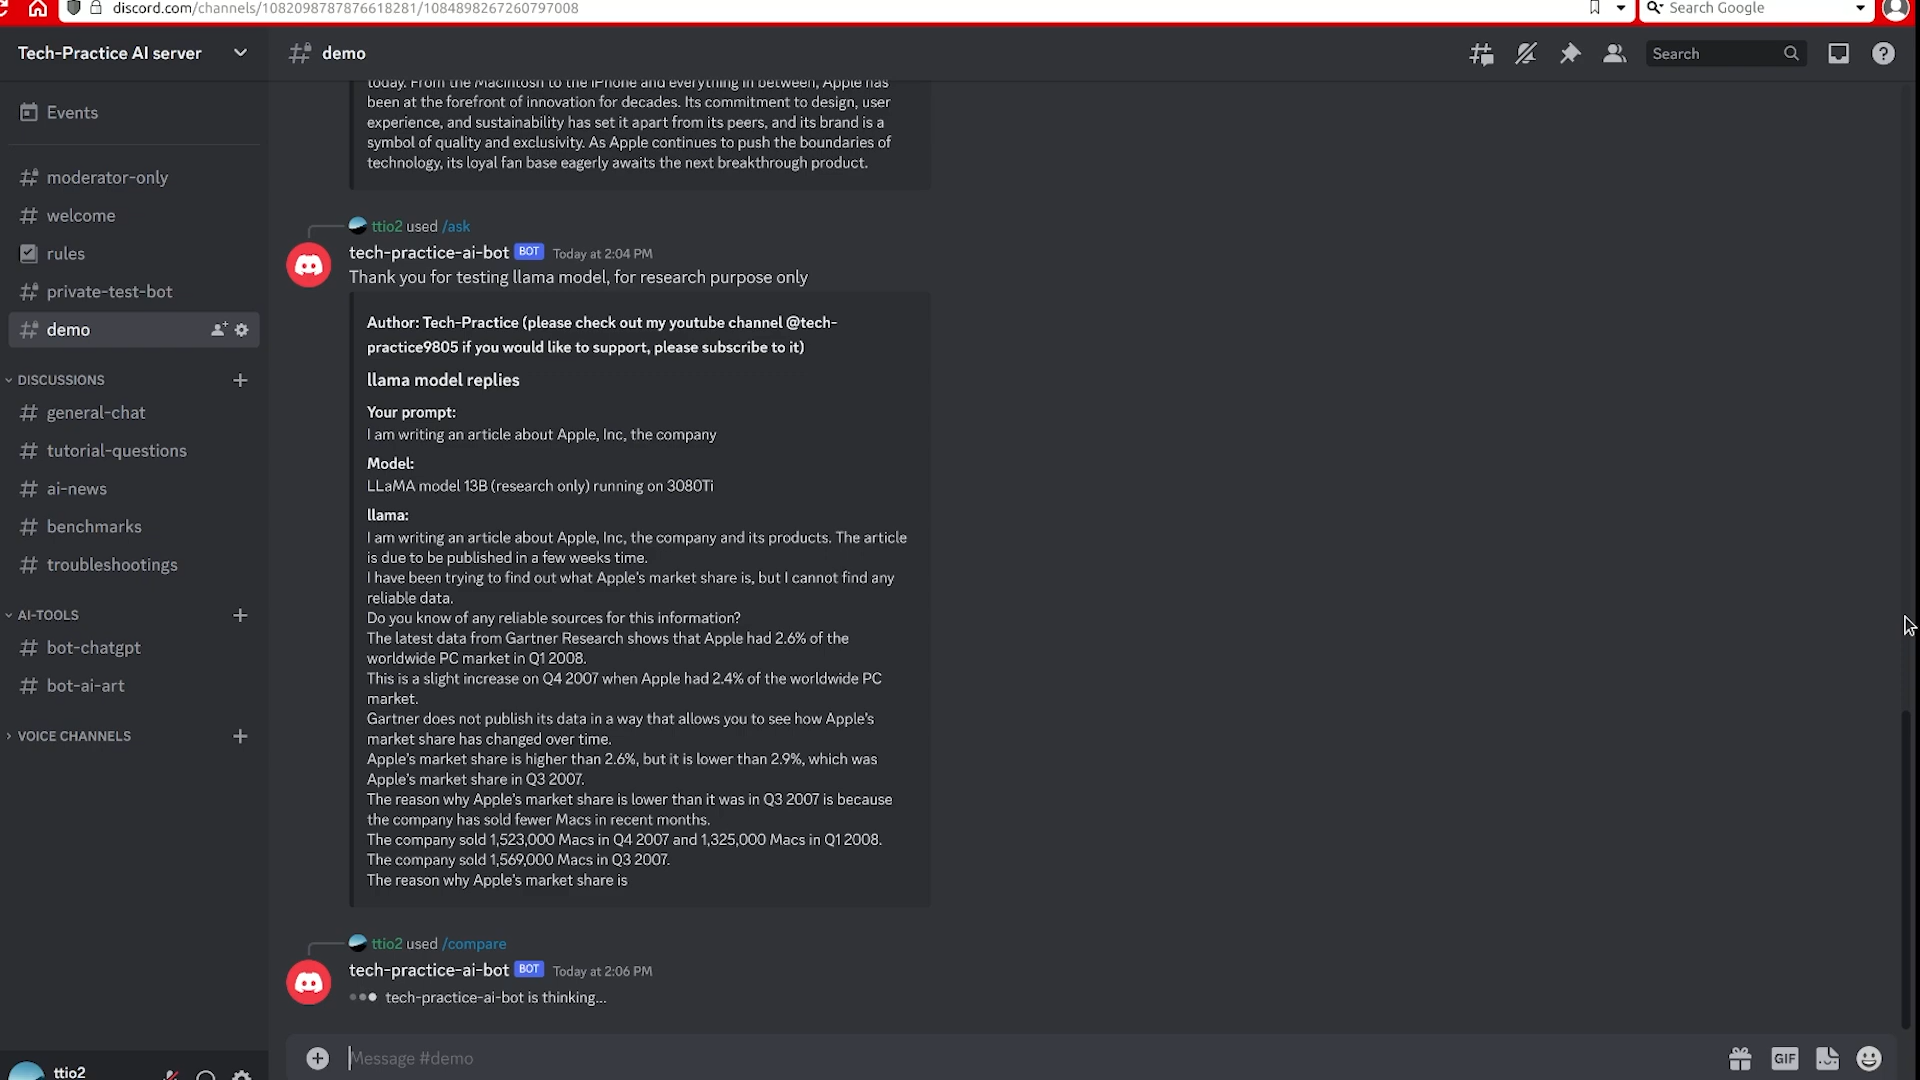 discord.com/channels/1082098787876618281/1084898267260797008
Search Google
Tech-Practice AI server
demo
Search
Events
moderator-only
welcome
rules
private-test-bot
demo
DISCUSSIONS
general-chat
tutorial-questions
ai-news
benchmarks
troubleshootings
AI-TOOLS
bot-chatgpt
bot-ai-art
VOICE CHANNELS
ttio2
today. From the Macintosh to the iPhone and everything in between, Apple has
been at the forefront of innovation for decades. Its commitment to design, user
experience, and sustainability has set it apart from its peers, and its brand is a
symbol of quality and exclusivity. As Apple continues to push the boundaries of
technology, its loyal fan base eagerly awaits the next breakthrough product.
ttio2 used /ask
tech-practice-ai-bot BOT Today at 2:04 PM
Thank you for testing llama model, for research purpose only
Author: Tech-Practice (please check out my youtube channel @tech-
practice9805 if you would like to support, please subscribe to it)
llama model replies
Your prompt:
I am writing an article about Apple, Inc, the company
Model:
LLaMA model 13B (research only) running on 3080Ti
llama:
I am writing an article about Apple, Inc, the company and its products. The article
is due to be published in a few weeks time.
I have been trying to find out what Apple's market share is, but I cannot find any
reliable data.
Do you know of any reliable sources for this information?
The latest data from Gartner Research shows that Apple had 2.6% of the
worldwide PC market in Q1 2008.
This is a slight increase on Q4 2007 when Apple had 2.4% of the worldwide PC
market.
Gartner does not publish its data in a way that allows you to see how Apple's
market share has changed over time.
Apple's market share is higher than 2.6%, but it is lower than 2.9%, which was
Apple's market share in Q3 2007.
The reason why Apple's market share is lower than it was in Q3 2007 is because
the company has sold fewer Macs in recent months.
The company sold 1,523,000 Macs in Q4 2007 and 1,325,000 Macs in Q1 2008.
The company sold 1,569,000 Macs in Q3 2007.
The reason why Apple's market share is
ttio2 used /compare
tech-practice-ai-bot BOT Today at 2:06 PM
tech-practice-ai-bot is thinking...
Message #demo
GIF